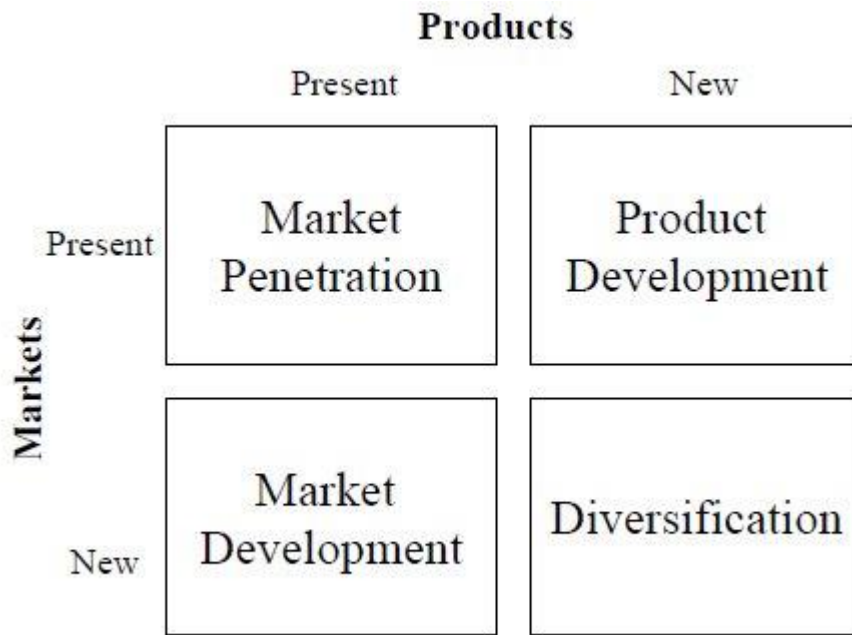 Products
Present
New
Markets
Present
Market
Penetration
Product
Development
New
Market
Development
Diversification